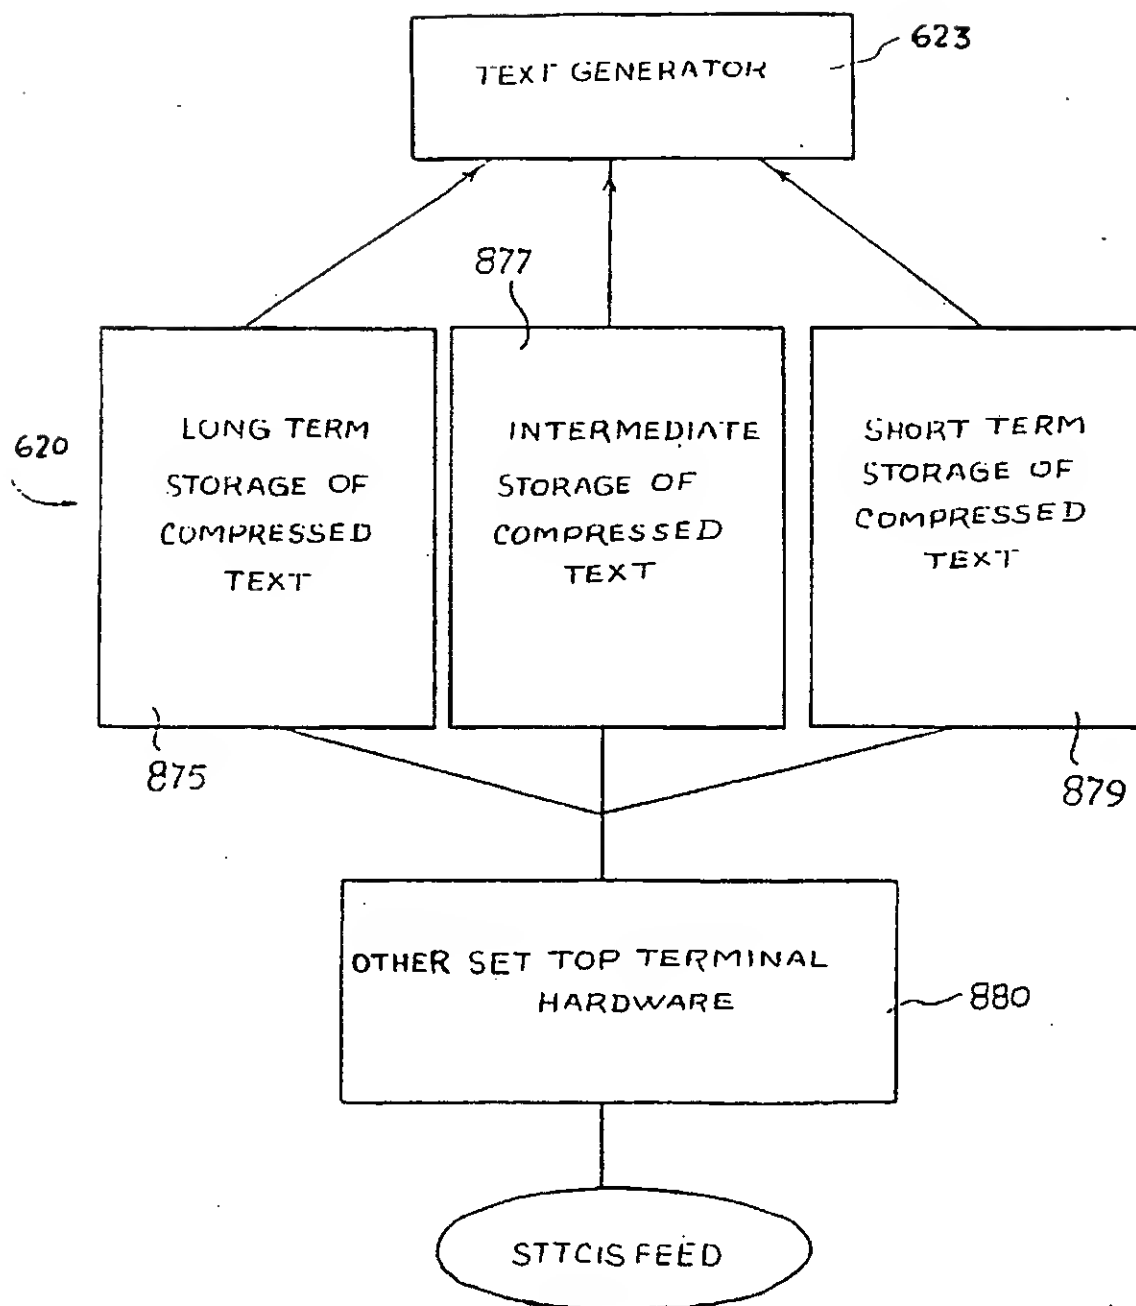 623
TEXT GENERATOR
877
620
LONG TERM
STORAGE OF
COMPRESSED
TEXT
INTERMEDIATE
STORAGE OF
COMPRESSED
TEXT
SHORT TERM
STORAGE OF
COMPRESSED
TEXT
875
879
OTHER SET TOP TERMINAL
HARDWARE
880
STTCIS FEED